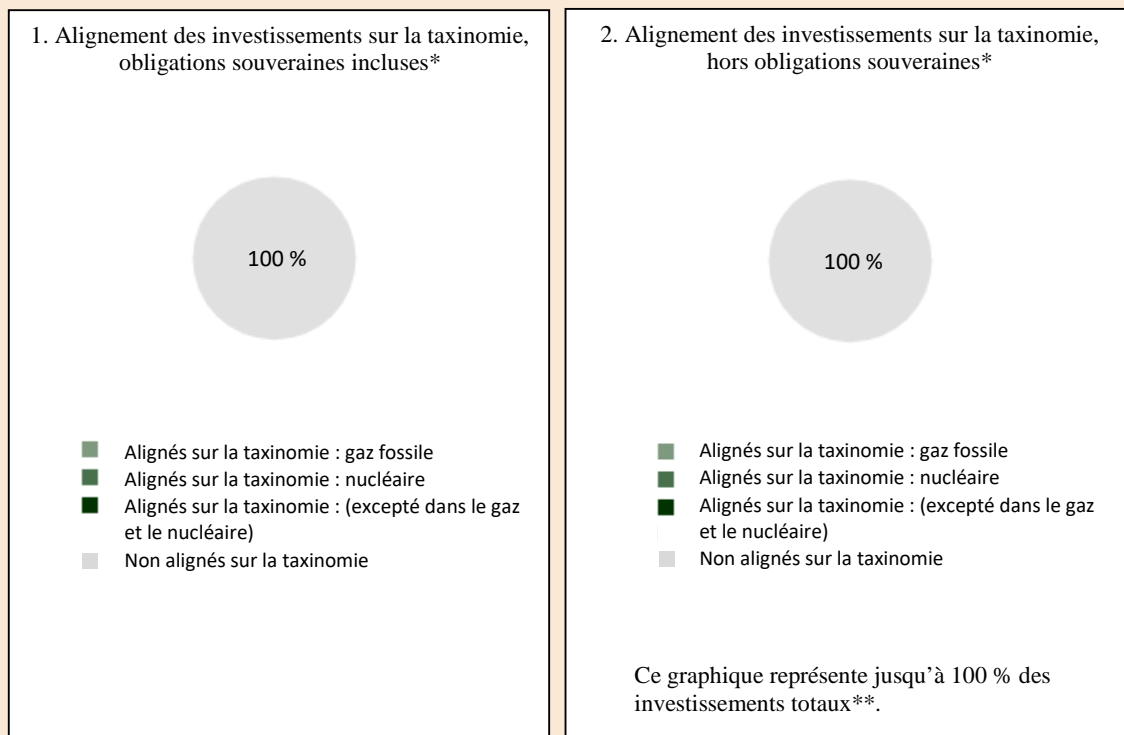 1. Alignement des investissements sur la taxinomie,
obligations souveraines incluses*
100 %
Alignés sur la taxinomie : gaz fossile
Alignés sur la taxinomie : nucléaire
Alignés sur la taxinomie : (excepté dans le gaz
et le nucléaire)
Non alignés sur la taxinomie
2. Alignement des investissements sur la taxinomie,
hors obligations souveraines*
100 %
Alignés sur la taxinomie : gaz fossile
Alignés sur la taxinomie : nucléaire
Alignés sur la taxinomie : (excepté dans le gaz
et le nucléaire)
Non alignés sur la taxinomie
Ce graphique représente jusqu’à 100 % des
investissements totaux**.